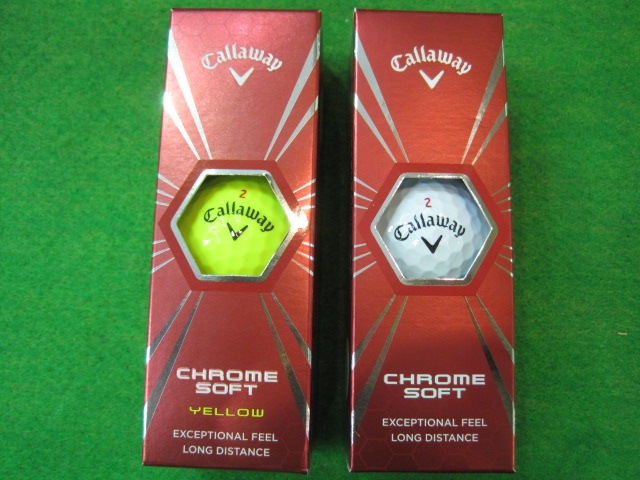 Callaway
2
Callaway
CHROME
SOFT
YELLOW
EXCEPTIONAL FEEL
LONG DISTANCE
Callaway
2
Callaway
CHROME
SOFT
EXCEPTIONAL FEEL
LONG DISTANCE